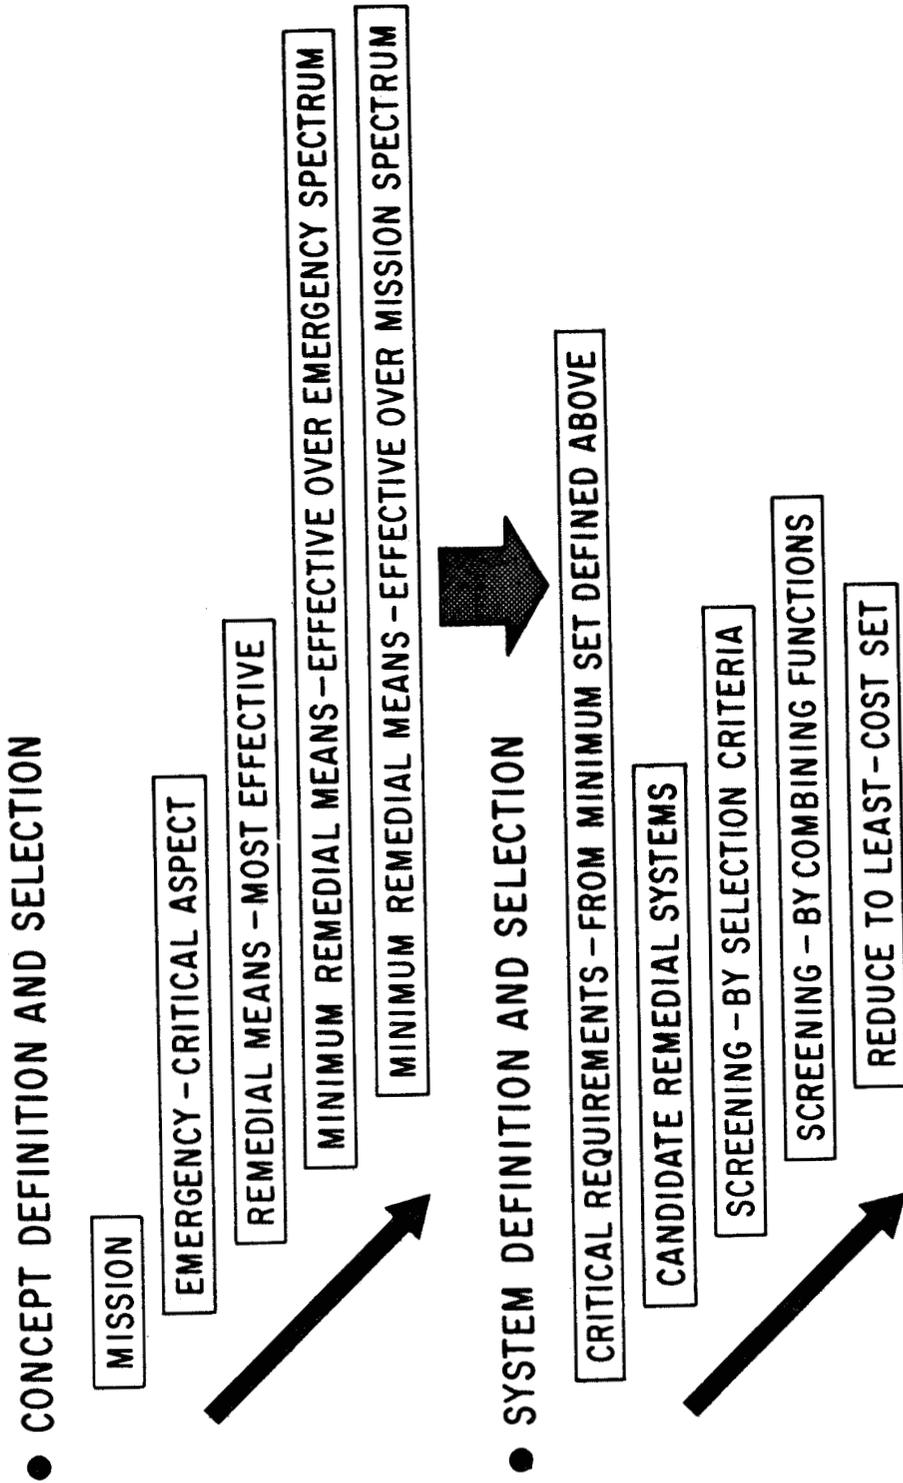 ● CONCEPT DEFINITION AND SELECTION
MISSION
EMERGENCY-CRITICAL ASPECT
REMEDIAL MEANS-MOST EFFECTIVE
MINIMUM REMEDIAL MEANS-EFFECTIVE OVER EMERGENCY SPECTRUM
MINIMUM REMEDIAL MEANS-EFFECTIVE OVER MISSION SPECTRUM
● SYSTEM DEFINITION AND SELECTION
CRITICAL REQUIREMENTS-FROM MINIMUM SET DEFINED ABOVE
CANDIDATE REMEDIAL SYSTEMS
SCREENING-BY SELECTION CRITERIA
SCREENING-BY COMBINING FUNCTIONS
REDUCE TO LEAST-COST SET